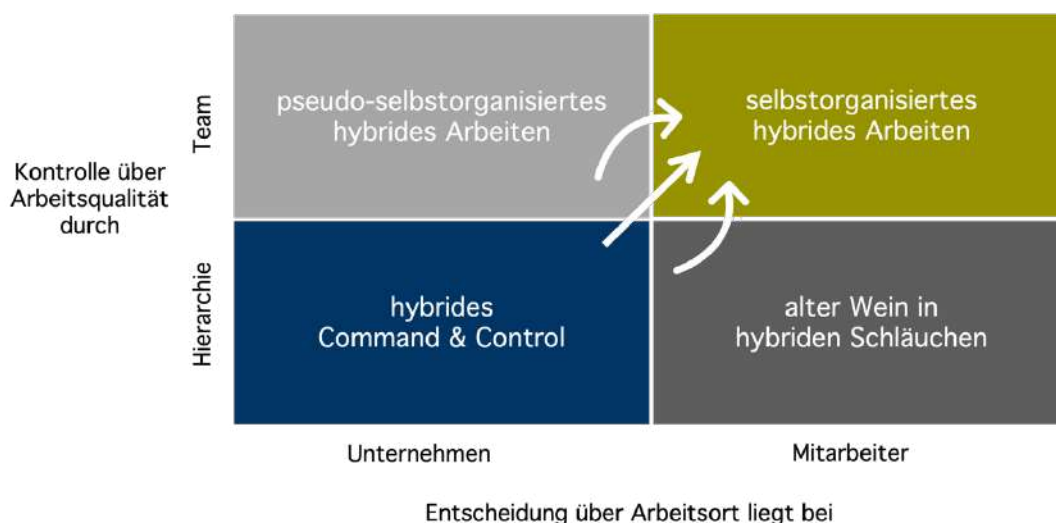 pseudo-selbstorganisiertes
hybrides Arbeiten
selbstorganisiertes
hybrides Arbeiten
Team
Kontrolle über
Arbeitsqualität
durch
Hierarchie
hybrides
Command & Control
alter Wein in
hybriden Schläuchen
Unternehmen
Mitarbeiter
Entscheidung über Arbeitsort liegt bei